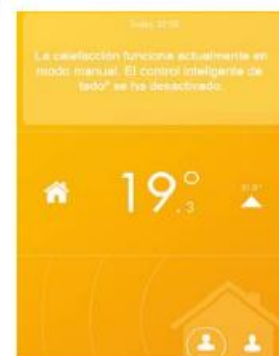 La calefacción funciona actualmente en
modo manual. El control inteligente de
tado° se ha desactivado.
19.3°